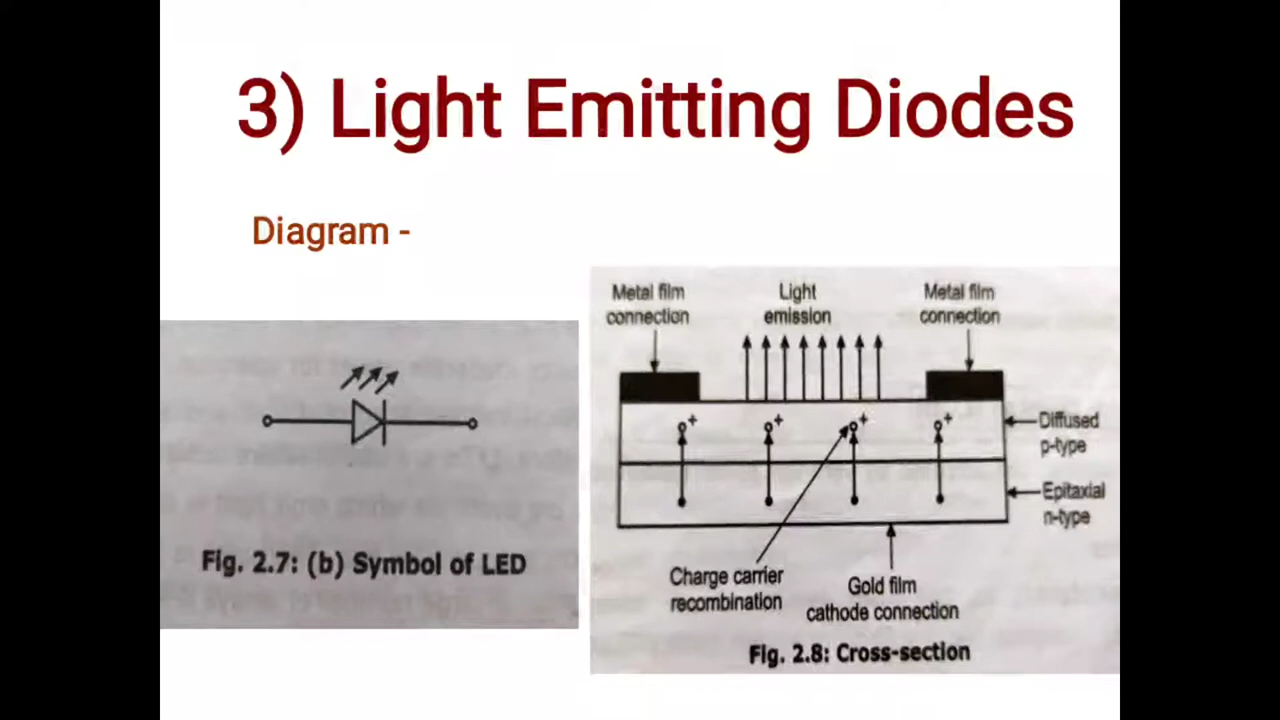 3) Light Emitting Diodes
Diagram -
Fig. 2.7: (b) Symbol of LED
Metal film
connection
Light
emission
Metal film
connection
+
+
+
+
Diffused
p-type
Epitaxial
n-type
Charge carrier
recombination
Gold film
cathode connection
Fig. 2.8: Cross-section